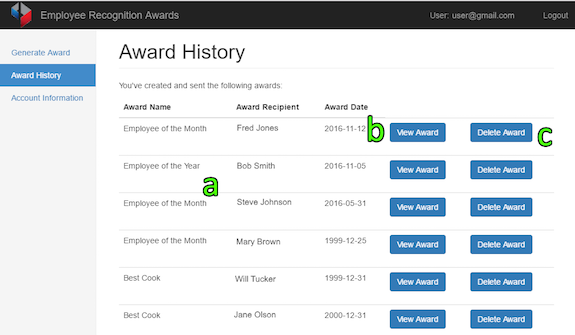 Employee Recognition Awards User: user@gmail.com Logout
Generate Award
Award History
Account Information
Award History
You've created and sent the following awards:
Award Name Award Recipient Award Date
Employee of the Month Fred Jones 2016-11-12 b View Award Delete Award c
Employee of the Year Bob Smith 2016-11-05 View Award Delete Award
a
Employee of the Month Steve Johnson 2016-05-31 View Award Delete Award
Employee of the Month Mary Brown 1999-12-25 View Award Delete Award
Best Cook Will Tucker 1999-12-31 View Award Delete Award
Best Cook Jane Olson 2000-12-31 View Award Delete Award